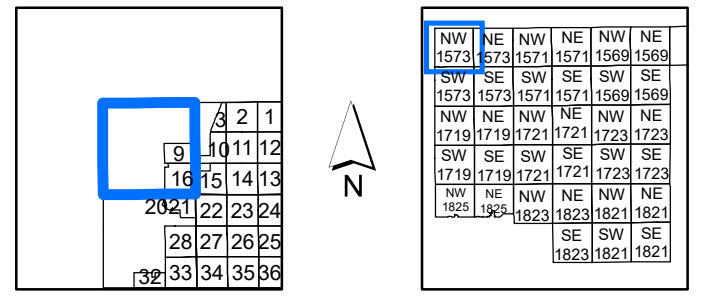 3 2 1
9 10 11 12
16 15 14 13
20 21 22 23 24
28 27 26 25
32 33 34 35 36
N
NW NE NW NE NW NE
1573 1573 1571 1571 1569 1569
SW SE SW SE SW SE
1573 1573 1571 1571 1569 1569
NW NE NW NE NW NE
1719 1719 1721 1721 1723 1723
SW SE SW SE SW SE
1719 1719 1721 1721 1723 1723
NW NE NW NE NW NE
1825 1825 1823 1823 1821 1821
SE SW SE
1823 1821 1821